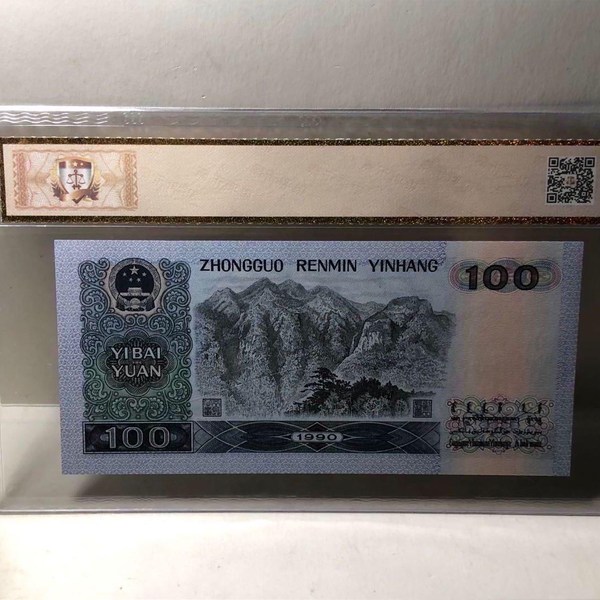 ZHONGGUO RENMIN YINHANG
100
YIBAI
YUAN
100
1990